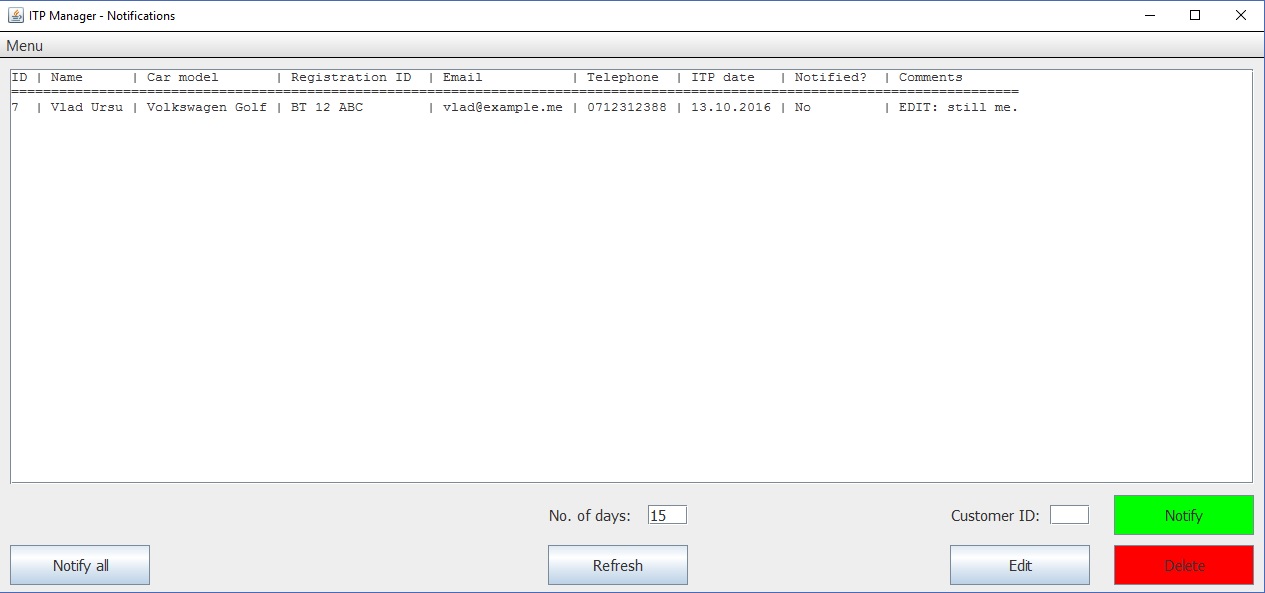 ITP Manager - Notifications
Menu
ID | Name | Car model | Registration ID | Email | Telephone | ITP date | Notified? | Comments
==============================================================================================================================
7 | Vlad Ursu | Volkswagen Golf | BT 12 ABC | vlad@example.me | 0712312388 | 13.10.2016 | No | EDIT: still me.
No. of days: 15
Customer ID:
Notify
Notify all
Refresh
Edit
Delete